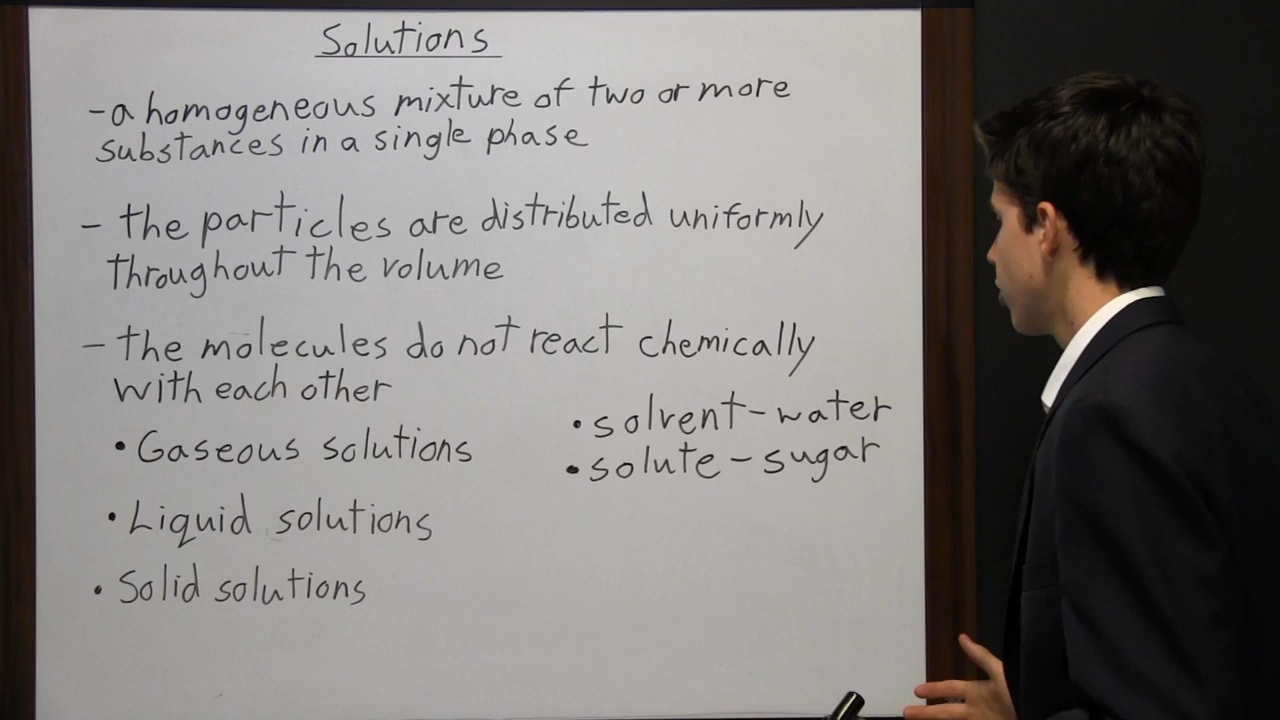 Solutions
-a homogeneous mixture of two or more
substances in a single phase
- the particles are distributed uniformly
throughout the volume
- the molecules do not react chemically
with each other
• Gaseous solutions
• Liquid solutions
• Solid solutions
• solvent-water
• solute-sugar